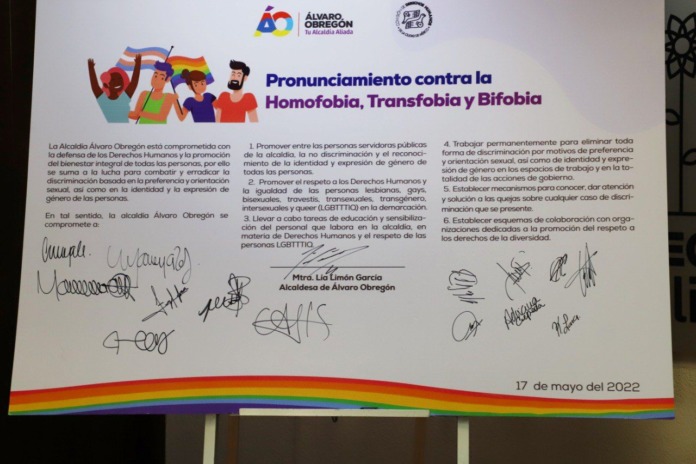 ÁLVARO
OBREGÓN
Tu Alcaldía Aliada
Pronunciamiento contra la
Homofobia, Transfobia y Bifobia
La Alcaldía Álvaro Obregón está comprometida con
la defensa de los Derechos Humanos y la promoción
del bienestar integral de todas las personas, por ello
se suma a la lucha para combatir y erradicar la
discriminación basada en la preferencia y orientación
sexual, así como en la identidad y la expresión de
género de las personas.
En tal sentido, la alcaldía Álvaro Obregón se
compromete a:
1. Promover entre las personas servidoras públicas
de la alcaldía, la no discriminación y el reconoci-
miento de la identidad y expresión de género de
todas las personas.
2. Promover el respeto a los Derechos Humanos y
la igualdad de las personas lesbianas, gays,
bisexuales, travestis, transexuales, transgénero,
intersexuales y queer (LGBTTTIQ) en la demarcación.
3. Llevar a cabo tareas de educación y sensibiliza-
ción del personal que labora en la alcaldía, en
materia de Derechos Humanos y el respeto de las
personas LGBTTTIQ.
Mtra. Lía Limón García
Alcaldesa de Álvaro Obregón
4. Trabajar permanentemente para eliminar toda
forma de discriminación por motivos de preferencia
y orientación sexual, así como de identidad y expre-
sión de género en los espacios de trabajo y en la to-
talidad de las acciones de gobierno.
5. Establecer mecanismos para conocer, dar atención
y solución a las quejas sobre cualquier caso de discri-
minación que se presente.
6. Establecer esquemas de colaboración con orga-
nizaciones dedicadas a la promoción del respeto a
los derechos de la diversidad.
17 de mayo del 2022